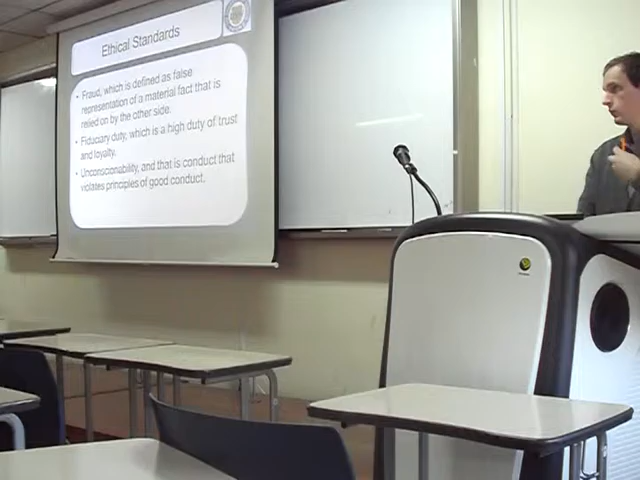 Ethical Standards
• Fraud, which is defined as false
representation of a material fact that is
relied on by the other side.
• Fiduciary duty, which is a high duty of trust
and loyalty.
• Unconscionability, and that is conduct that
violates principles of good conduct.